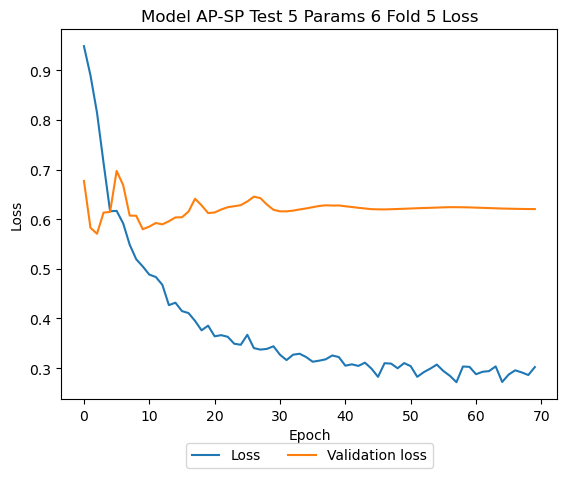 Model AP-SP Test 5 Params 6 Fold 5 Loss
Loss
0.9
0.8
0.7
0.6
0.5
0.4
0.3
0 10 20 30 40 50 60 70
Epoch
Loss Validation loss